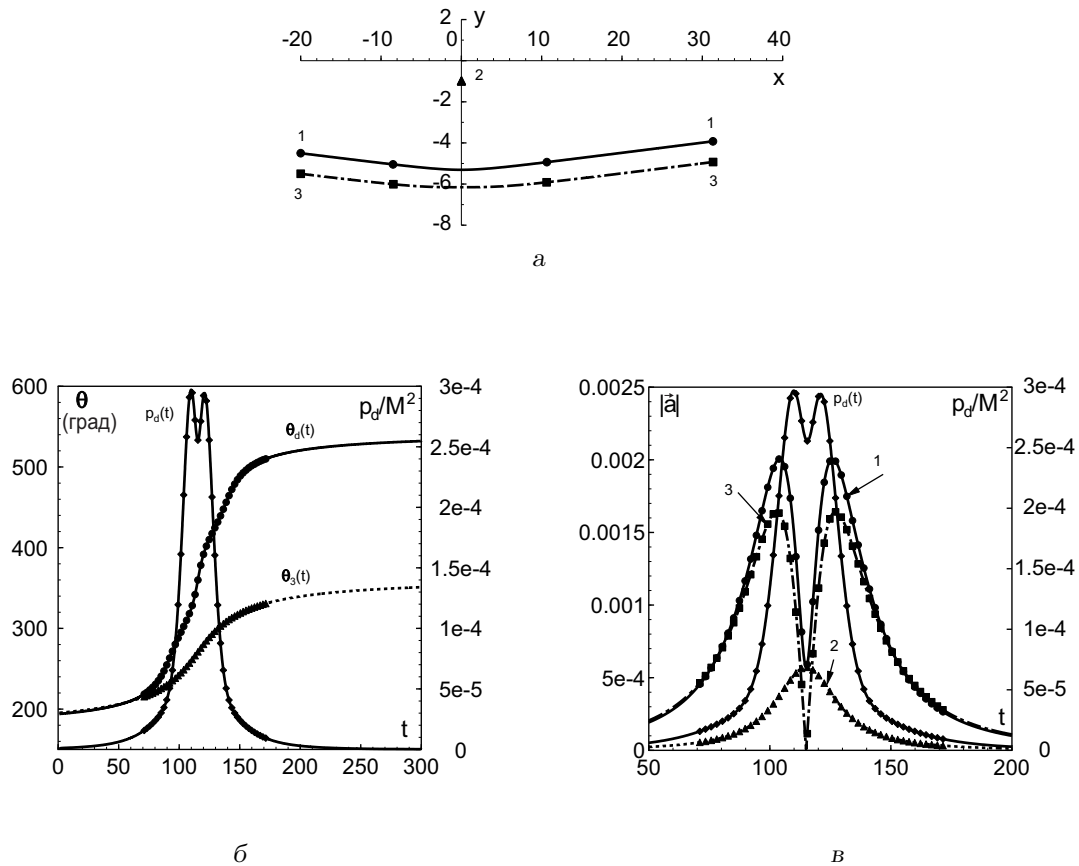 2 y
-20 -10 0 10 20 30 40
x
2
-2
-4
1 1
-6
3 3
-8
а
600 θ p_d/M² 3e-4
(град) p_d(t)
θ_d(t) 2.5e-4
500
2e-4
400
1.5e-4
θ_3(t)
300 1e-4
5e-5
200
t
0
0 50 100 150 200 250 300
б
0.0025 |a⃗| p_d(t) p_d/M² 3e-4
2.5e-4
0.002
3 1
2e-4
0.0015
1.5e-4
0.001
1e-4
2
5e-4 5e-5
t
0 0
50 100 150 200
в